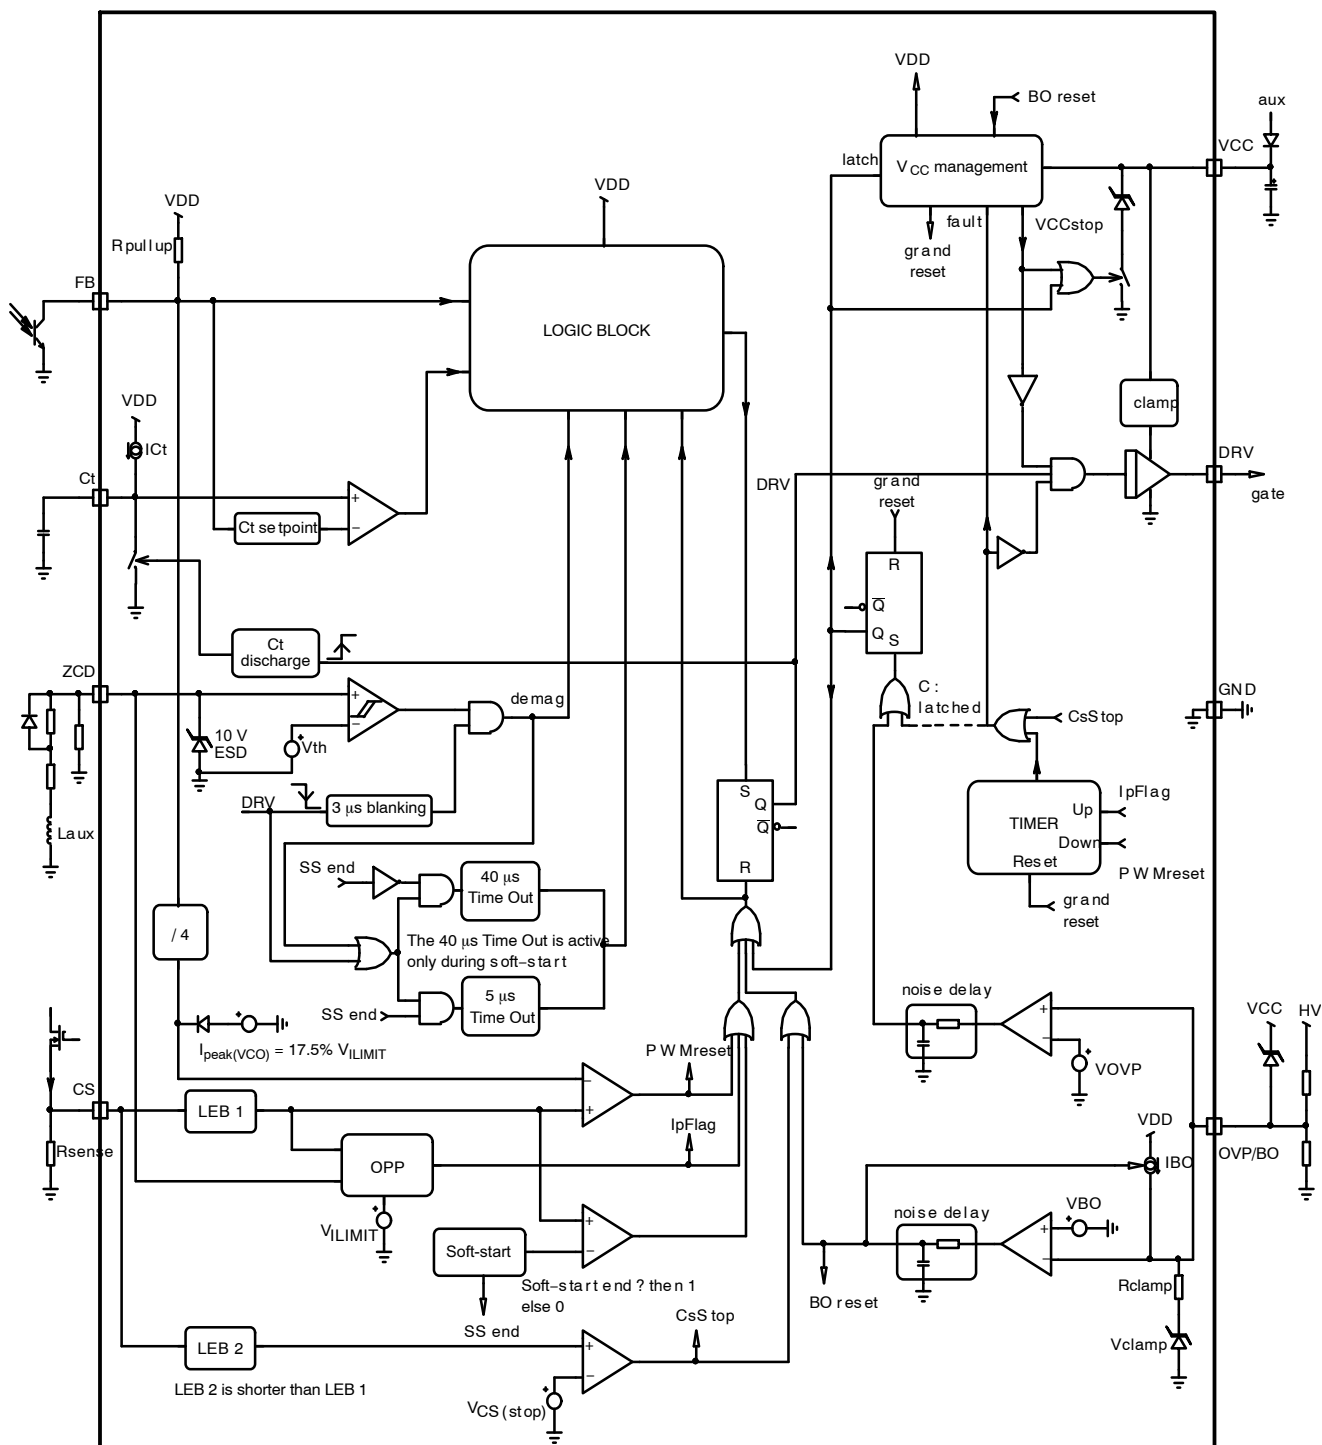 VDD
BO reset
aux
VCC
latch
VCC management
VDD
VDD
fault
VCCstop
Rpullup
grand
reset
FB
LOGIC BLOCK
VDD
clamp
ICt
Ct
DRV
DRV
grand
reset
gate
Ct setpoint
+
−
R
Q
Q
S
Ct
discharge
ZCD
demag
C:
latched
GND
CsStop
+
−
10 V
ESD
Vth
DRV
3 µs blanking
S
Q
Q
R
IpFlag
Up
TIMER
Down
Reset
PWMreset
Laux
SS end
40 µs
Time Out
grand
reset
/ 4
The 40 µs Time Out is active
only during soft−start
5 µs
Time Out
SS end
noise delay
+
−
VCC
HV
Ipeak(VCO) = 17.5% VILIMIT
PWMreset
VOVP
CS
LEB 1
−
+
IpFlag
VDD
Rsense
OPP
IBO
OVP/BO
VILIMIT
+
−
noise delay
VBO
+
−
Soft-start
Soft−start end ? then 1
else 0
Rclamp
BO reset
SS end
CsStop
LEB 2
+
−
Vclamp
LEB 2 is shorter than LEB 1
VCS(stop)